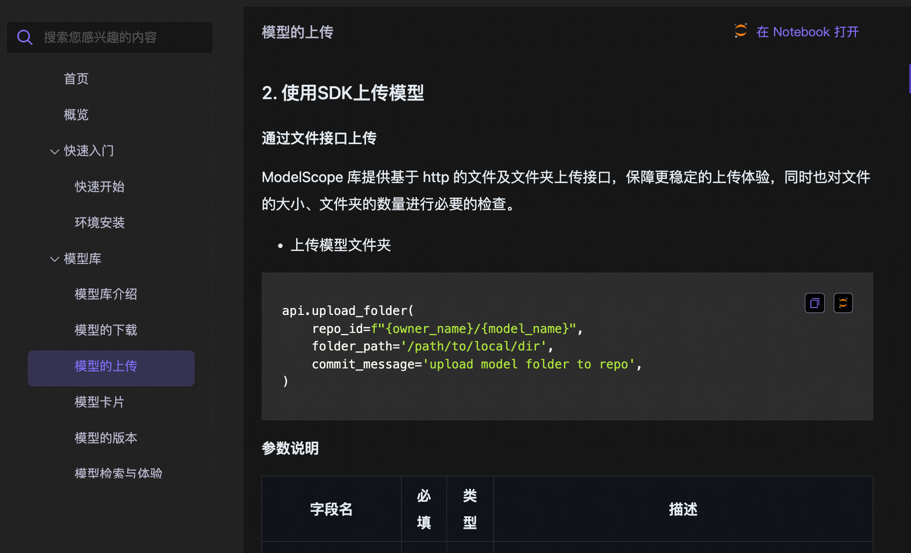 搜索您感兴趣的内容
首页
概览
快速入门
快速开始
环境安装
模型库
模型库介绍
模型的下载
模型的上传
模型卡片
模型的版本
模型检索与体验
模型的上传
在 Notebook 打开
2. 使用SDK上传模型
通过文件接口上传
ModelScope 库提供基于 http 的文件及文件夹上传接口，保障更稳定的上传体验，同时也对文件
的大小、文件夹的数量进行必要的检查。
• 上传模型文件夹
api.upload_folder(
    repo_id=f"{owner_name}/{model_name}",
    folder_path='/path/to/local/dir',
    commit_message='upload model folder to repo',
)
参数说明
字段名 必填 类型 描述